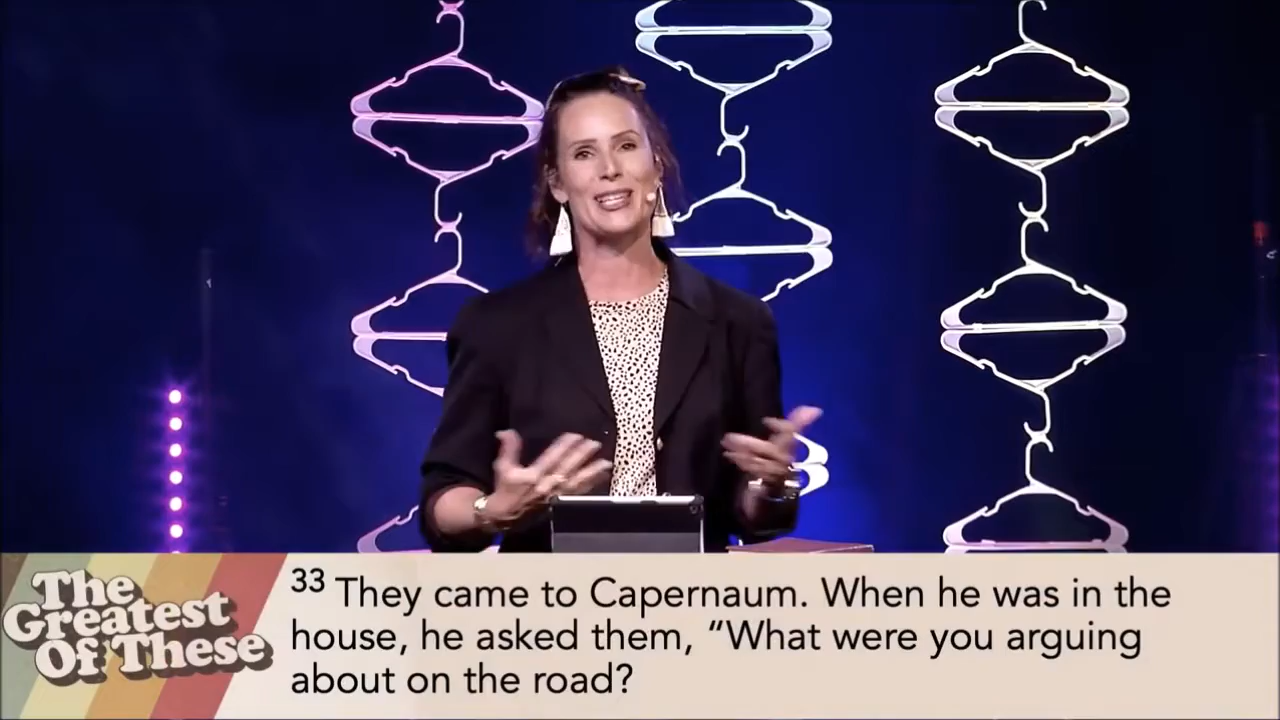 The
Greatest
Of These
33 They came to Capernaum. When he was in the
house, he asked them, “What were you arguing
about on the road?